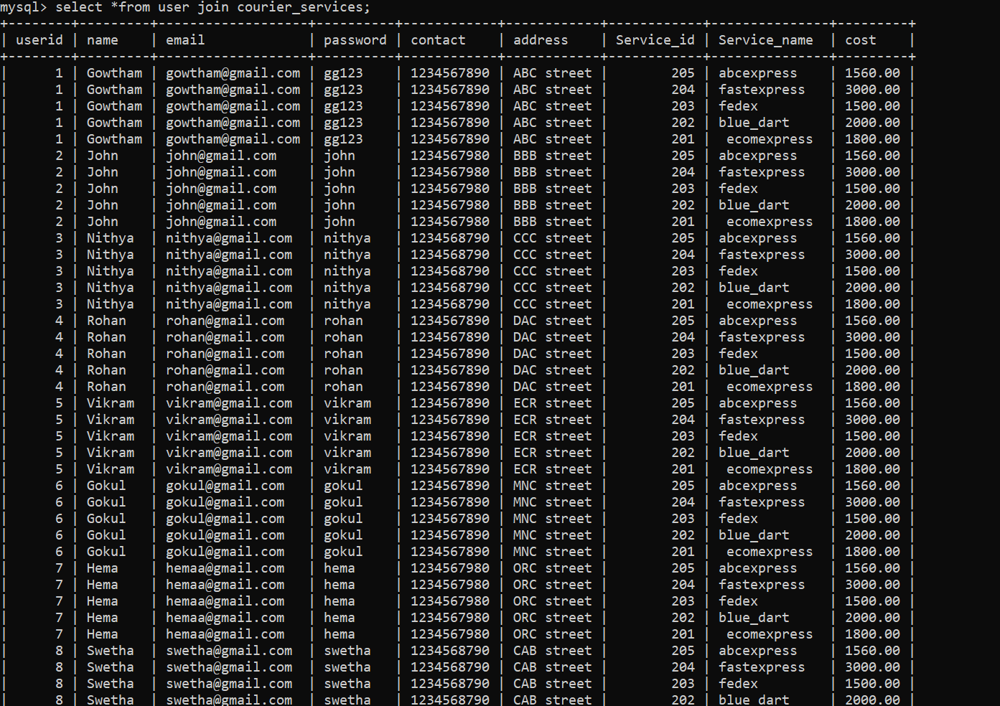 mysql> select *from user join courier_services;
+--------+---------+-------------------+----------+------------+------------+------------+---------------+---------+
| userid | name    | email             | password | contact    | address    | Service_id | Service_name  | cost    |
+--------+---------+-------------------+----------+------------+------------+------------+---------------+---------+
|      1 | Gowtham | gowtham@gmail.com | gg123    | 1234567890 | ABC street |        205 | abcexpress    | 1560.00 |
|      1 | Gowtham | gowtham@gmail.com | gg123    | 1234567890 | ABC street |        204 | fastexpress   | 3000.00 |
|      1 | Gowtham | gowtham@gmail.com | gg123    | 1234567890 | ABC street |        203 | fedex         | 1500.00 |
|      1 | Gowtham | gowtham@gmail.com | gg123    | 1234567890 | ABC street |        202 | blue_dart     | 2000.00 |
|      1 | Gowtham | gowtham@gmail.com | gg123    | 1234567890 | ABC street |        201 |  ecomexpress  | 1800.00 |
|      2 | John    | john@gmail.com    | john     | 1234567980 | BBB street |        205 | abcexpress    | 1560.00 |
|      2 | John    | john@gmail.com    | john     | 1234567980 | BBB street |        204 | fastexpress   | 3000.00 |
|      2 | John    | john@gmail.com    | john     | 1234567980 | BBB street |        203 | fedex         | 1500.00 |
|      2 | John    | john@gmail.com    | john     | 1234567980 | BBB street |        202 | blue_dart     | 2000.00 |
|      2 | John    | john@gmail.com    | john     | 1234567980 | BBB street |        201 |  ecomexpress  | 1800.00 |
|      3 | Nithya  | nithya@gmail.com  | nithya   | 1234568790 | CCC street |        205 | abcexpress    | 1560.00 |
|      3 | Nithya  | nithya@gmail.com  | nithya   | 1234568790 | CCC street |        204 | fastexpress   | 3000.00 |
|      3 | Nithya  | nithya@gmail.com  | nithya   | 1234568790 | CCC street |        203 | fedex         | 1500.00 |
|      3 | Nithya  | nithya@gmail.com  | nithya   | 1234568790 | CCC street |        202 | blue_dart     | 2000.00 |
|      3 | Nithya  | nithya@gmail.com  | nithya   | 1234568790 | CCC street |        201 |  ecomexpress  | 1800.00 |
|      4 | Rohan   | rohan@gmail.com   | rohan    | 1234567890 | DAC street |        205 | abcexpress    | 1560.00 |
|      4 | Rohan   | rohan@gmail.com   | rohan    | 1234567890 | DAC street |        204 | fastexpress   | 3000.00 |
|      4 | Rohan   | rohan@gmail.com   | rohan    | 1234567890 | DAC street |        203 | fedex         | 1500.00 |
|      4 | Rohan   | rohan@gmail.com   | rohan    | 1234567890 | DAC street |        202 | blue_dart     | 2000.00 |
|      4 | Rohan   | rohan@gmail.com   | rohan    | 1234567890 | DAC street |        201 |  ecomexpress  | 1800.00 |
|      5 | Vikram  | vikram@gmail.com  | vikram   | 1234567890 | ECR street |        205 | abcexpress    | 1560.00 |
|      5 | Vikram  | vikram@gmail.com  | vikram   | 1234567890 | ECR street |        204 | fastexpress   | 3000.00 |
|      5 | Vikram  | vikram@gmail.com  | vikram   | 1234567890 | ECR street |        203 | fedex         | 1500.00 |
|      5 | Vikram  | vikram@gmail.com  | vikram   | 1234567890 | ECR street |        202 | blue_dart     | 2000.00 |
|      5 | Vikram  | vikram@gmail.com  | vikram   | 1234567890 | ECR street |        201 |  ecomexpress  | 1800.00 |
|      6 | Gokul   | gokul@gmail.com   | gokul    | 1234567890 | MNC street |        205 | abcexpress    | 1560.00 |
|      6 | Gokul   | gokul@gmail.com   | gokul    | 1234567890 | MNC street |        204 | fastexpress   | 3000.00 |
|      6 | Gokul   | gokul@gmail.com   | gokul    | 1234567890 | MNC street |        203 | fedex         | 1500.00 |
|      6 | Gokul   | gokul@gmail.com   | gokul    | 1234567890 | MNC street |        202 | blue_dart     | 2000.00 |
|      6 | Gokul   | gokul@gmail.com   | gokul    | 1234567890 | MNC street |        201 |  ecomexpress  | 1800.00 |
|      7 | Hema    | hemaa@gmail.com   | hema     | 1234567980 | ORC street |        205 | abcexpress    | 1560.00 |
|      7 | Hema    | hemaa@gmail.com   | hema     | 1234567980 | ORC street |        204 | fastexpress   | 3000.00 |
|      7 | Hema    | hemaa@gmail.com   | hema     | 1234567980 | ORC street |        203 | fedex         | 1500.00 |
|      7 | Hema    | hemaa@gmail.com   | hema     | 1234567980 | ORC street |        202 | blue_dart     | 2000.00 |
|      7 | Hema    | hemaa@gmail.com   | hema     | 1234567980 | ORC street |        201 |  ecomexpress  | 1800.00 |
|      8 | Swetha  | swetha@gmail.com  | swetha   | 1234568790 | CAB street |        205 | abcexpress    | 1560.00 |
|      8 | Swetha  | swetha@gmail.com  | swetha   | 1234568790 | CAB street |        204 | fastexpress   | 3000.00 |
|      8 | Swetha  | swetha@gmail.com  | swetha   | 1234568790 | CAB street |        203 | fedex         | 1500.00 |
|      8 | Swetha  | swetha@gmail.com  | swetha   | 1234568790 | CAB street |        202 | blue_dart     | 2000.00 |